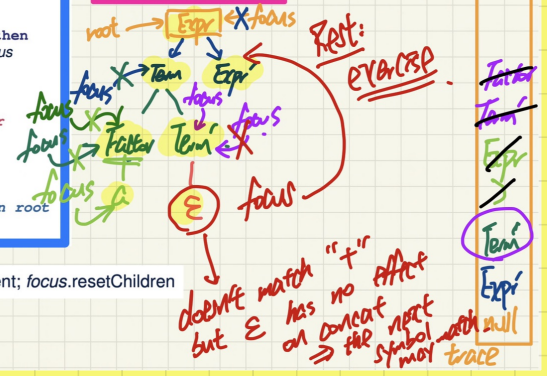 hen
us
f
n root
ent; focus.resetChildren
root
Expr
focus
Rest:
exercise.
focus
Term
Expr'
focus
focus
focus
Factor
Term'
focus
focus
ε
focus
doesn't match "+"
but ε has no effect
on concat next
⇒ the symbol
may match
Factor
Term'
Expr'
Term'
Expr'
null
trace